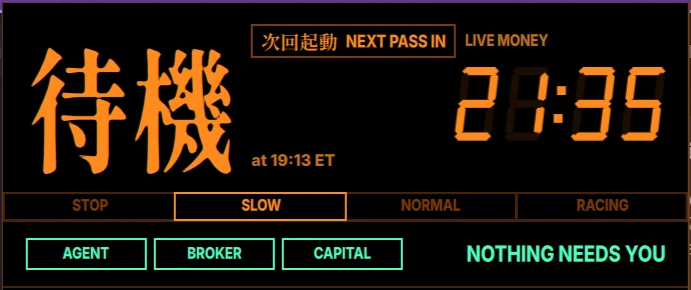 次回起動 NEXT PASS IN LIVE MONEY
待機
21:35
at 19:13 ET
STOP SLOW NORMAL RACING
AGENT BROKER CAPITAL NOTHING NEEDS YOU